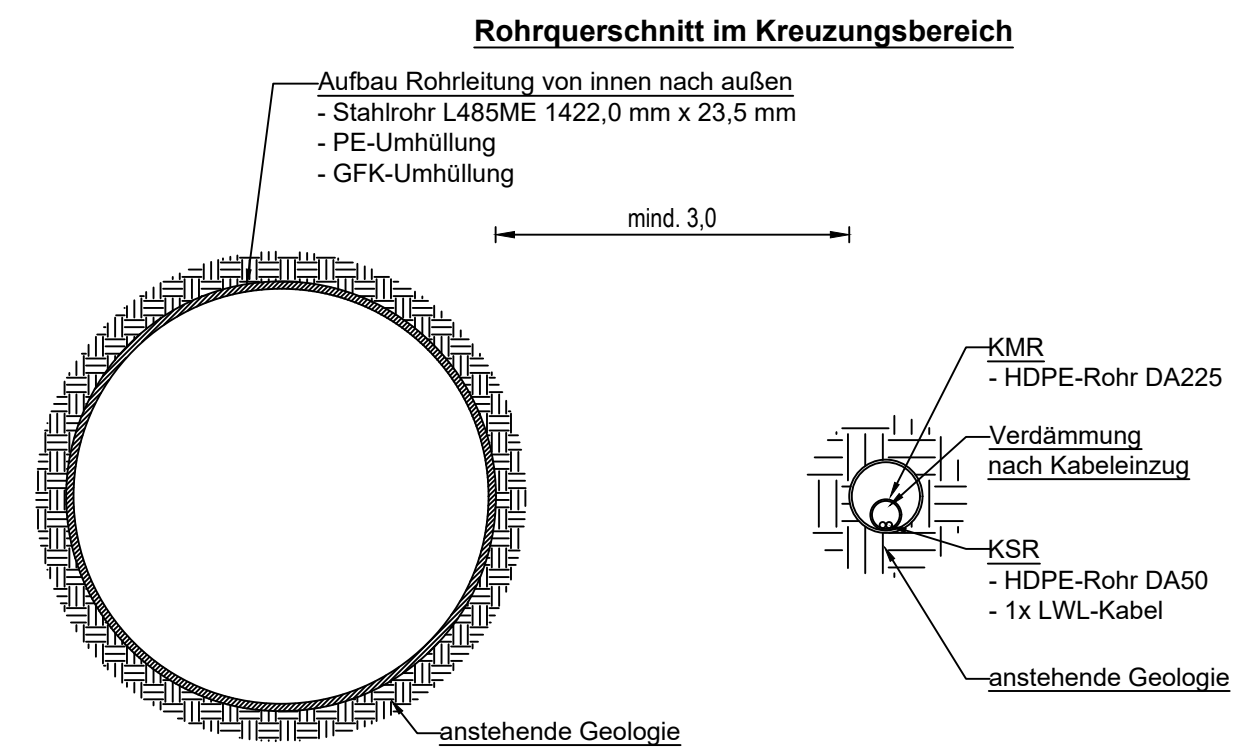 Rohrquerschnitt im Kreuzungsbereich
Aufbau Rohrleitung von innen nach außen
- Stahlrohr L485ME 1422,0 mm x 23,5 mm
- PE-Umhüllung
- GFK-Umhüllung
mind. 3,0
KMR
- HDPE-Rohr DA225
Verdämmung
nach Kabeleinzug
KSR
- HDPE-Rohr DA50
- 1x LWL-Kabel
anstehende Geologie
anstehende Geologie